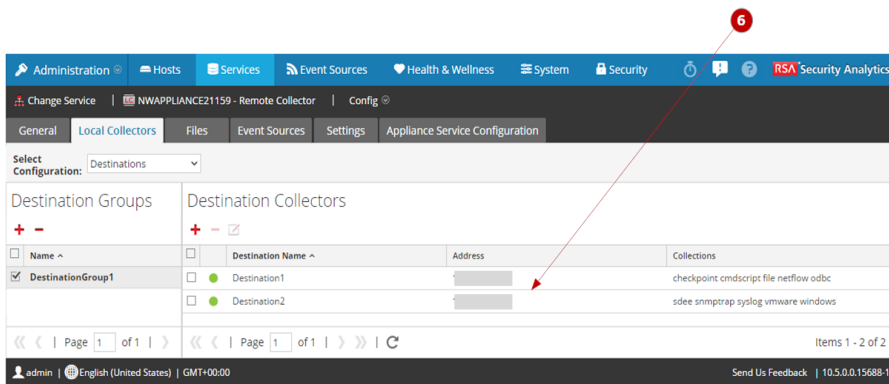 6
Administration Hosts Services Event Sources Health & Wellness System Security RSA Security Analytics
Change Service | NWAPPLIANCE21159 - Remote Collector | Config
General Local Collectors Files Event Sources Settings Appliance Service Configuration
Select
Configuration: Destinations
Destination Groups Destination Collectors
Name Destination Name Address Collections
DestinationGroup1 Destination1 checkpoint cmdscript file netflow odbc
Destination2 sdee snmptrap syslog vmware windows
| Page 1 of 1 | | Page 1 of 1 | | Items 1 - 2 of 2
admin | English (United States) | GMT+00:00 Send Us Feedback | 10.5.0.0.15688-1